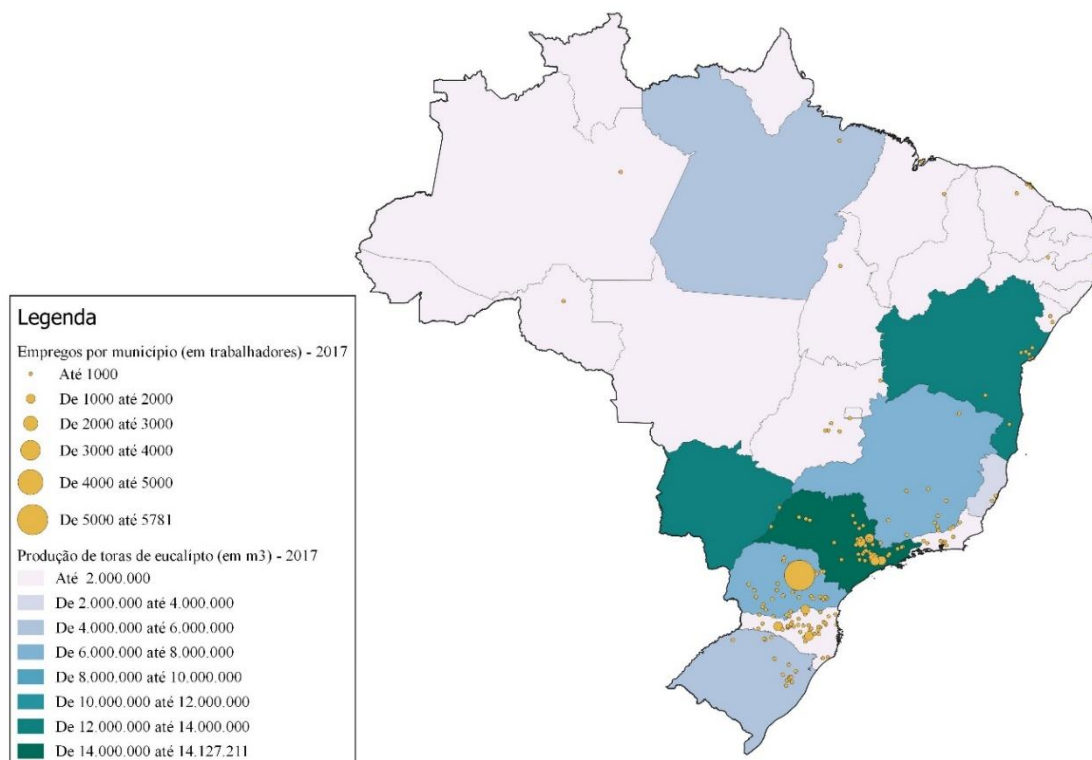 Legenda
Empregos por municipio (em trabalhadores) - 2017
Até 1000
De 1000 até 2000
De 2000 até 3000
De 3000 até 4000
De 4000 até 5000
De 5000 até 5781
Produção de toras de eucalípto (em m3) - 2017
Até 2.000.000
De 2.000.000 até 4.000.000
De 4.000.000 até 6.000.000
De 6.000.000 até 8.000.000
De 8.000.000 até 10.000.000
De 10.000.000 até 12.000.000
De 12.000.000 até 14.000.000
De 14.000.000 até 14.127.211